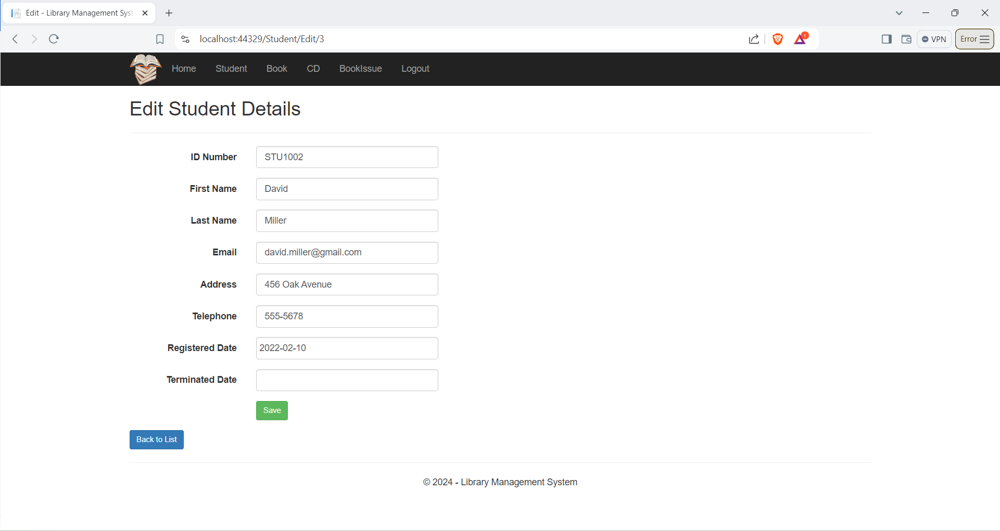 Edit - Library Management Syst
localhost:44329/Student/Edit/3
1
VPN
Error
Home Student Book CD BookIssue Logout
Edit Student Details
ID Number STU1002
First Name David
Last Name Miller
Email david.miller@gmail.com
Address 456 Oak Avenue
Telephone 555-5678
Registered Date 2022-02-10
Terminated Date
Save
Back to List
© 2024 - Library Management System